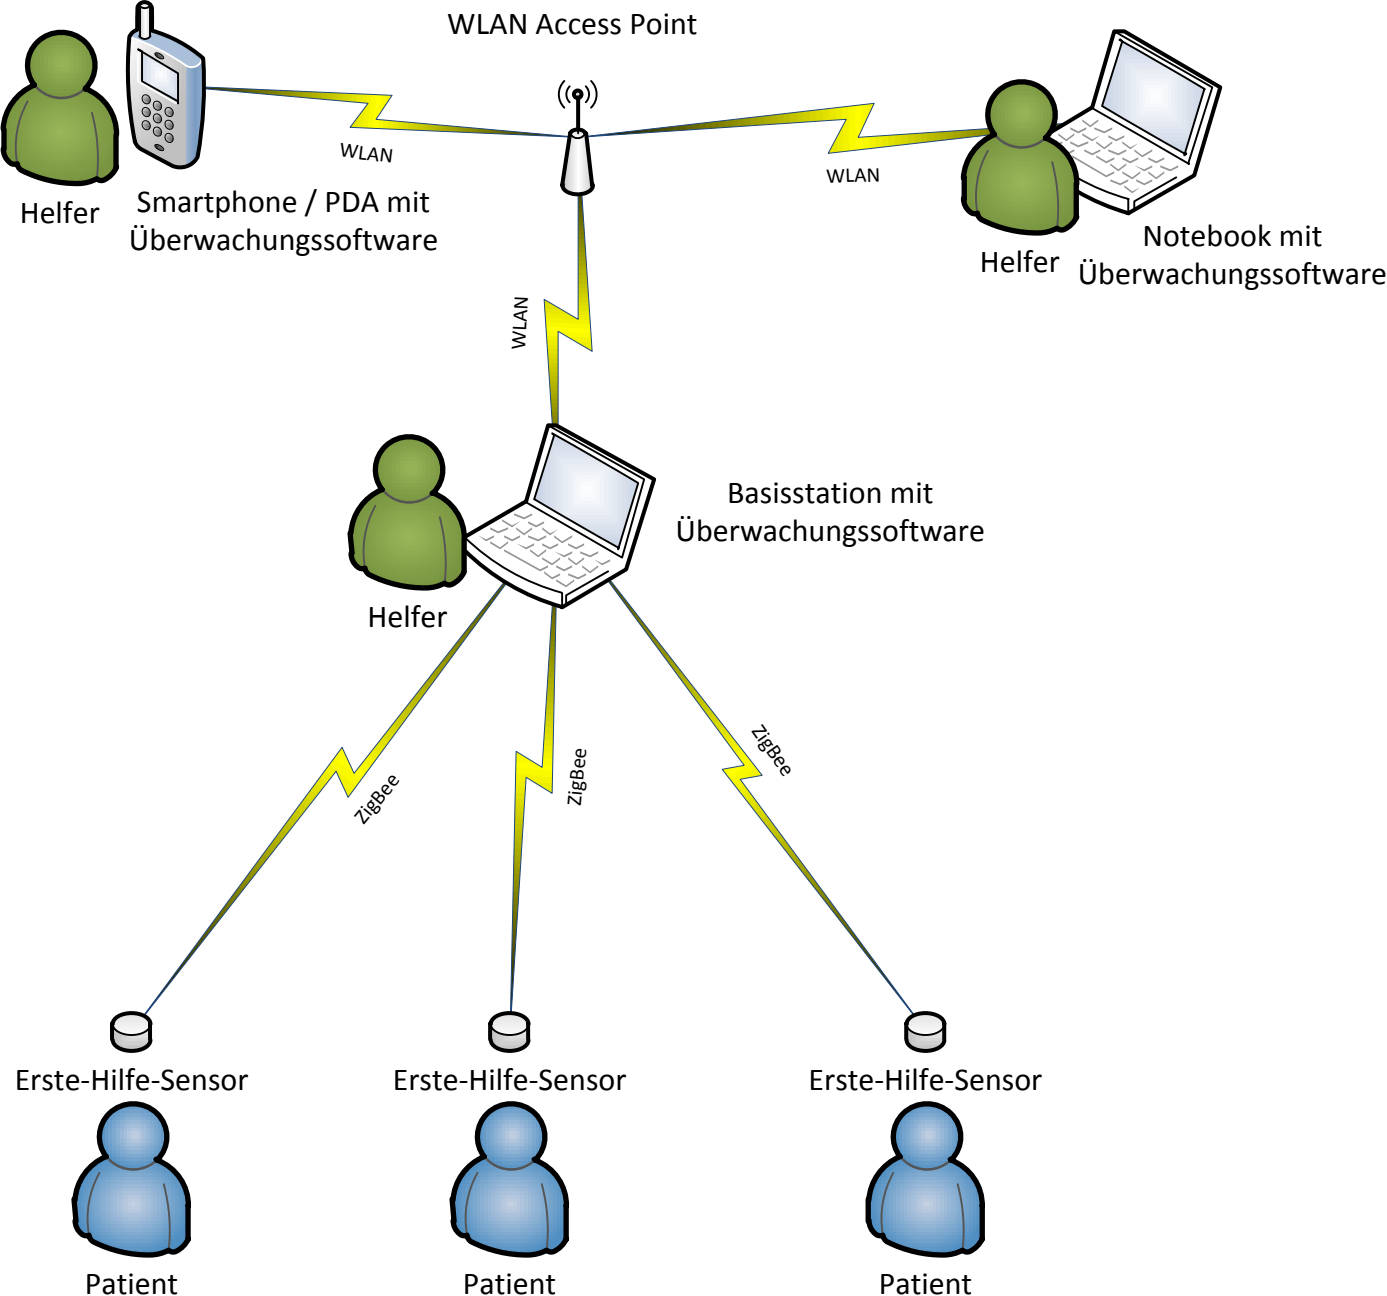 WLAN Access Point
WLAN
WLAN
Helfer
Smartphone / PDA mit
Überwachungssoftware
Helfer
Notebook mit
Überwachungssoftware
WLAN
Basisstation mit
Überwachungssoftware
Helfer
ZigBee
ZigBee
ZigBee
Erste-Hilfe-Sensor
Erste-Hilfe-Sensor
Erste-Hilfe-Sensor
Patient
Patient
Patient